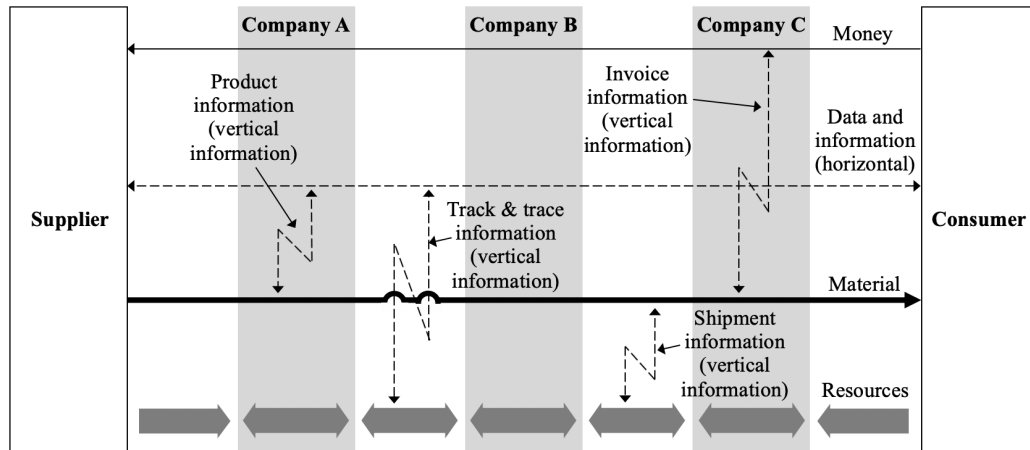 Company A
Company B
Company C
Money
Product
information
(vertical
information)
Invoice
information
(vertical
information)
Data and
information
(horizontal)
Supplier
Track & trace
information
(vertical
information)
Consumer
Material
Shipment
information
(vertical
information)
Resources